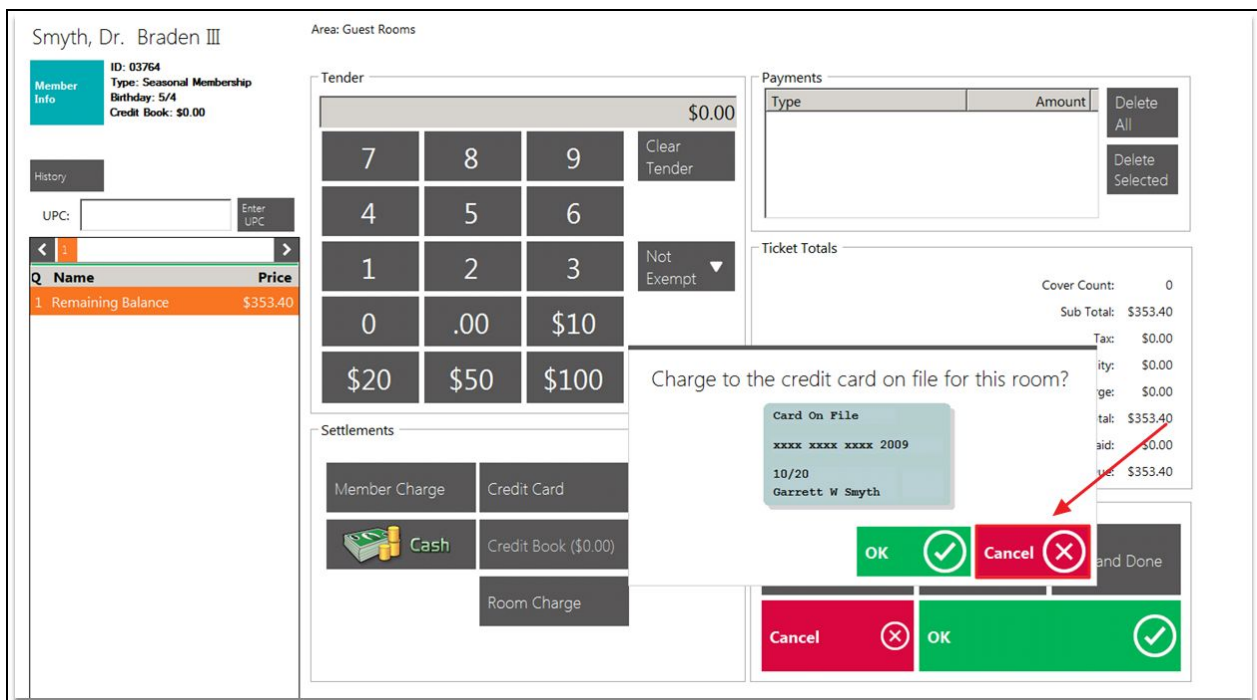 Smyth, Dr. Braden III
Area: Guest Rooms
Member
Info
ID: 03764
Type: Seasonal Membership
Birthday: 5/4
Credit Book: $0.00
History
UPC:
Enter
UPC
1
Q Name Price
1 Remaining Balance $353.40
Tender
$0.00
7 8 9
Clear
Tender
4 5 6
1 2 3
Not
Exempt
0 .00 $10
$20 $50 $100
Settlements
Member Charge
Credit Card
Cash
Credit Book ($0.00)
Room Charge
Payments
Type Amount
Delete
All
Delete
Selected
Ticket Totals
Cover Count: 0
Sub Total: $353.40
Tax: $0.00
ity: $0.00
ge: $0.00
tal: $353.40
aid: $0.00
ue: $353.40
Charge to the credit card on file for this room?
Card On File
xxxx xxxx xxxx 2009
10/20
Garrett W Smyth
OK
Cancel
and Done
Cancel
OK